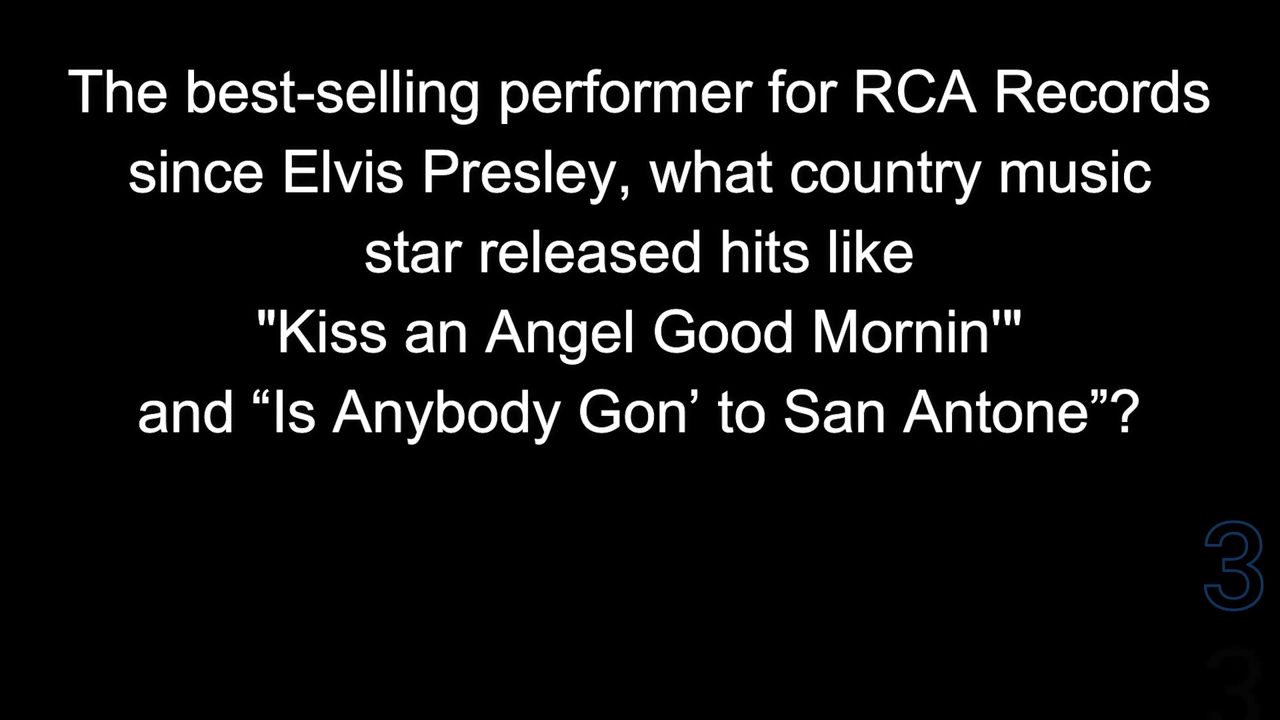 The best-selling performer for RCA Records
since Elvis Presley, what country music
star released hits like
"Kiss an Angel Good Mornin'"
and “Is Anybody Gon’ to San Antone”?
3
3